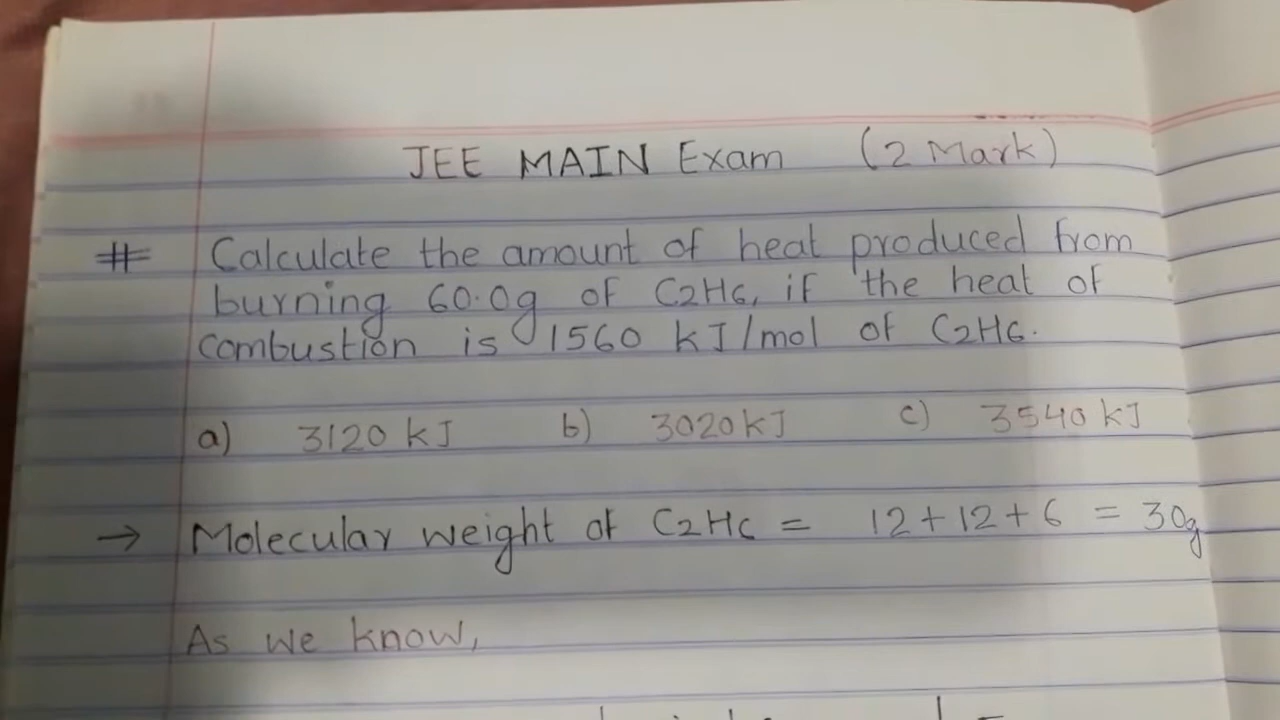 JEE MAIN Exam (2 Mark)
# Calculate the amount of heat produced from
burning 60.0g of C2H6, if the heat of
combustion is 1560 kJ/mol of C2H6.
a) 3120 kJ b) 3020kJ c) 3540 kJ
→ Molecular weight of C2H6 = 12+12+6 = 30g
As we know,